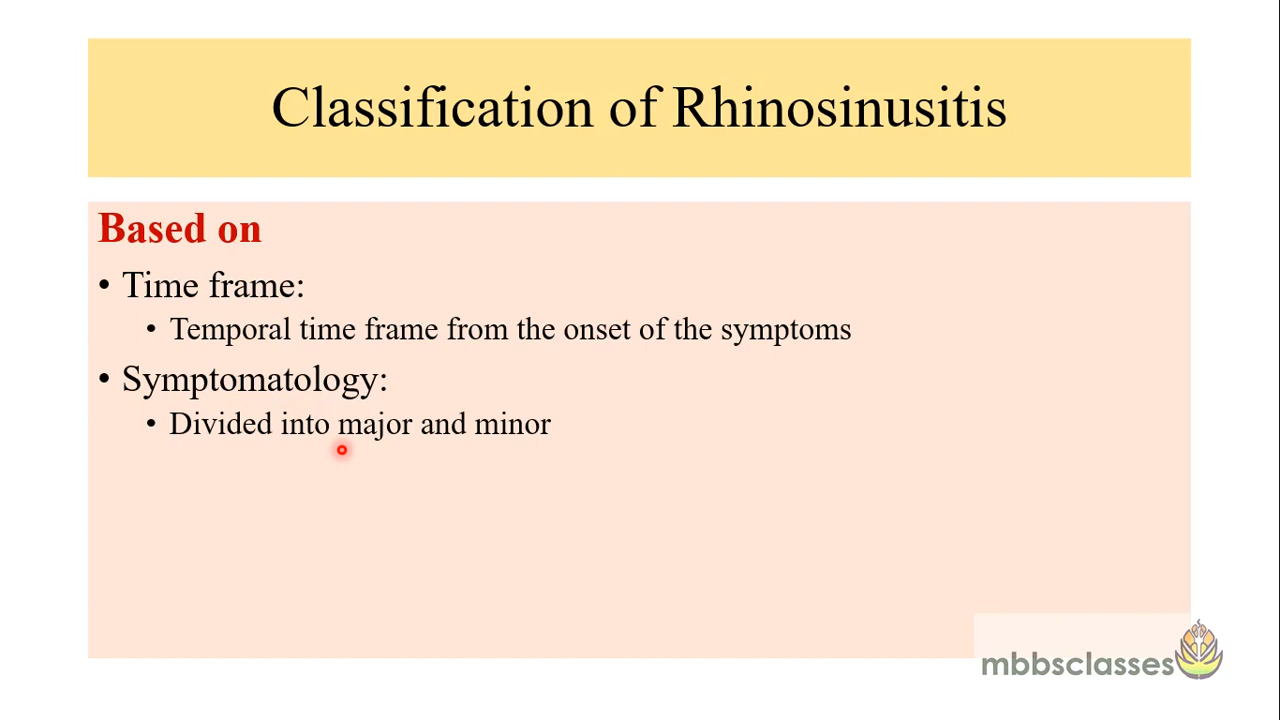 Classification of Rhinosinusitis
Based on
• Time frame:
• Temporal time frame from the onset of the symptoms
• Symptomatology:
• Divided into major and minor
mbbsclasses